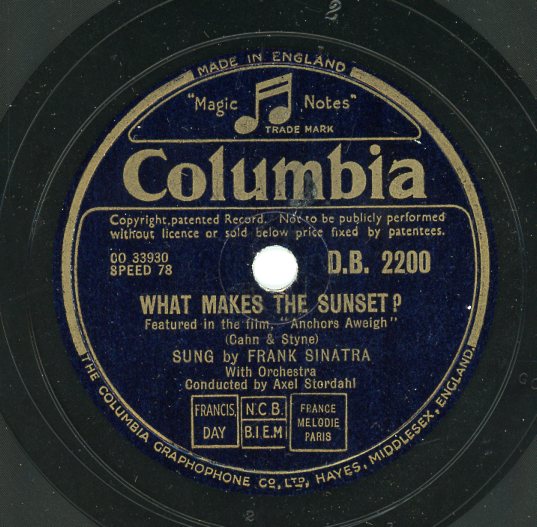 2
MADE IN ENGLAND
"Magic Notes"
TRADE MARK
Columbia
Copyright, patented Record. Not to be publicly performed
without licence or sold below price fixed by patentees.
CO 33930
SPEED 78
D.B. 2200
WHAT MAKES THE SUNSET?
Featured in the film, "Anchors Aweigh"
(Cahn & Styne)
SUNG by FRANK SINATRA
With Orchestra
Conducted by Axel Stordahl
FRANCIS,
DAY
N.C.B.
B.I.E.M
FRANCE
MELODIE
PARIS
THE COLUMBIA GRAPHOPHONE CO., LTD., HAYES, MIDDLESEX, ENGLAND.
2